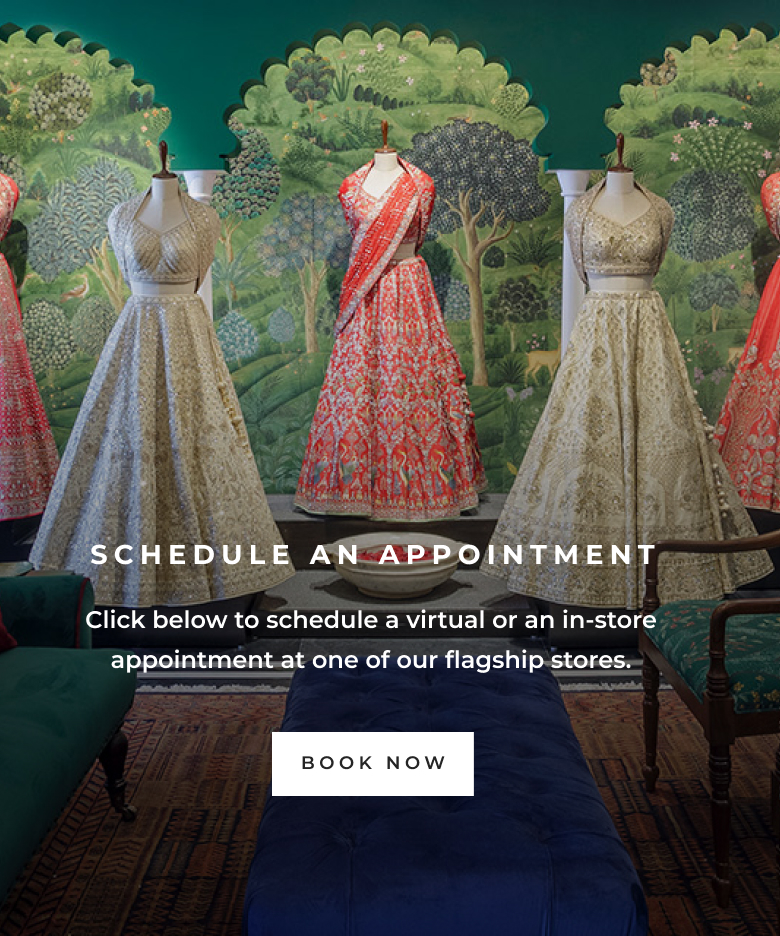 SCHEDULE AN APPOINTMENT
Click below to schedule a virtual or an in-store
appointment at one of our flagship stores.
BOOK NOW